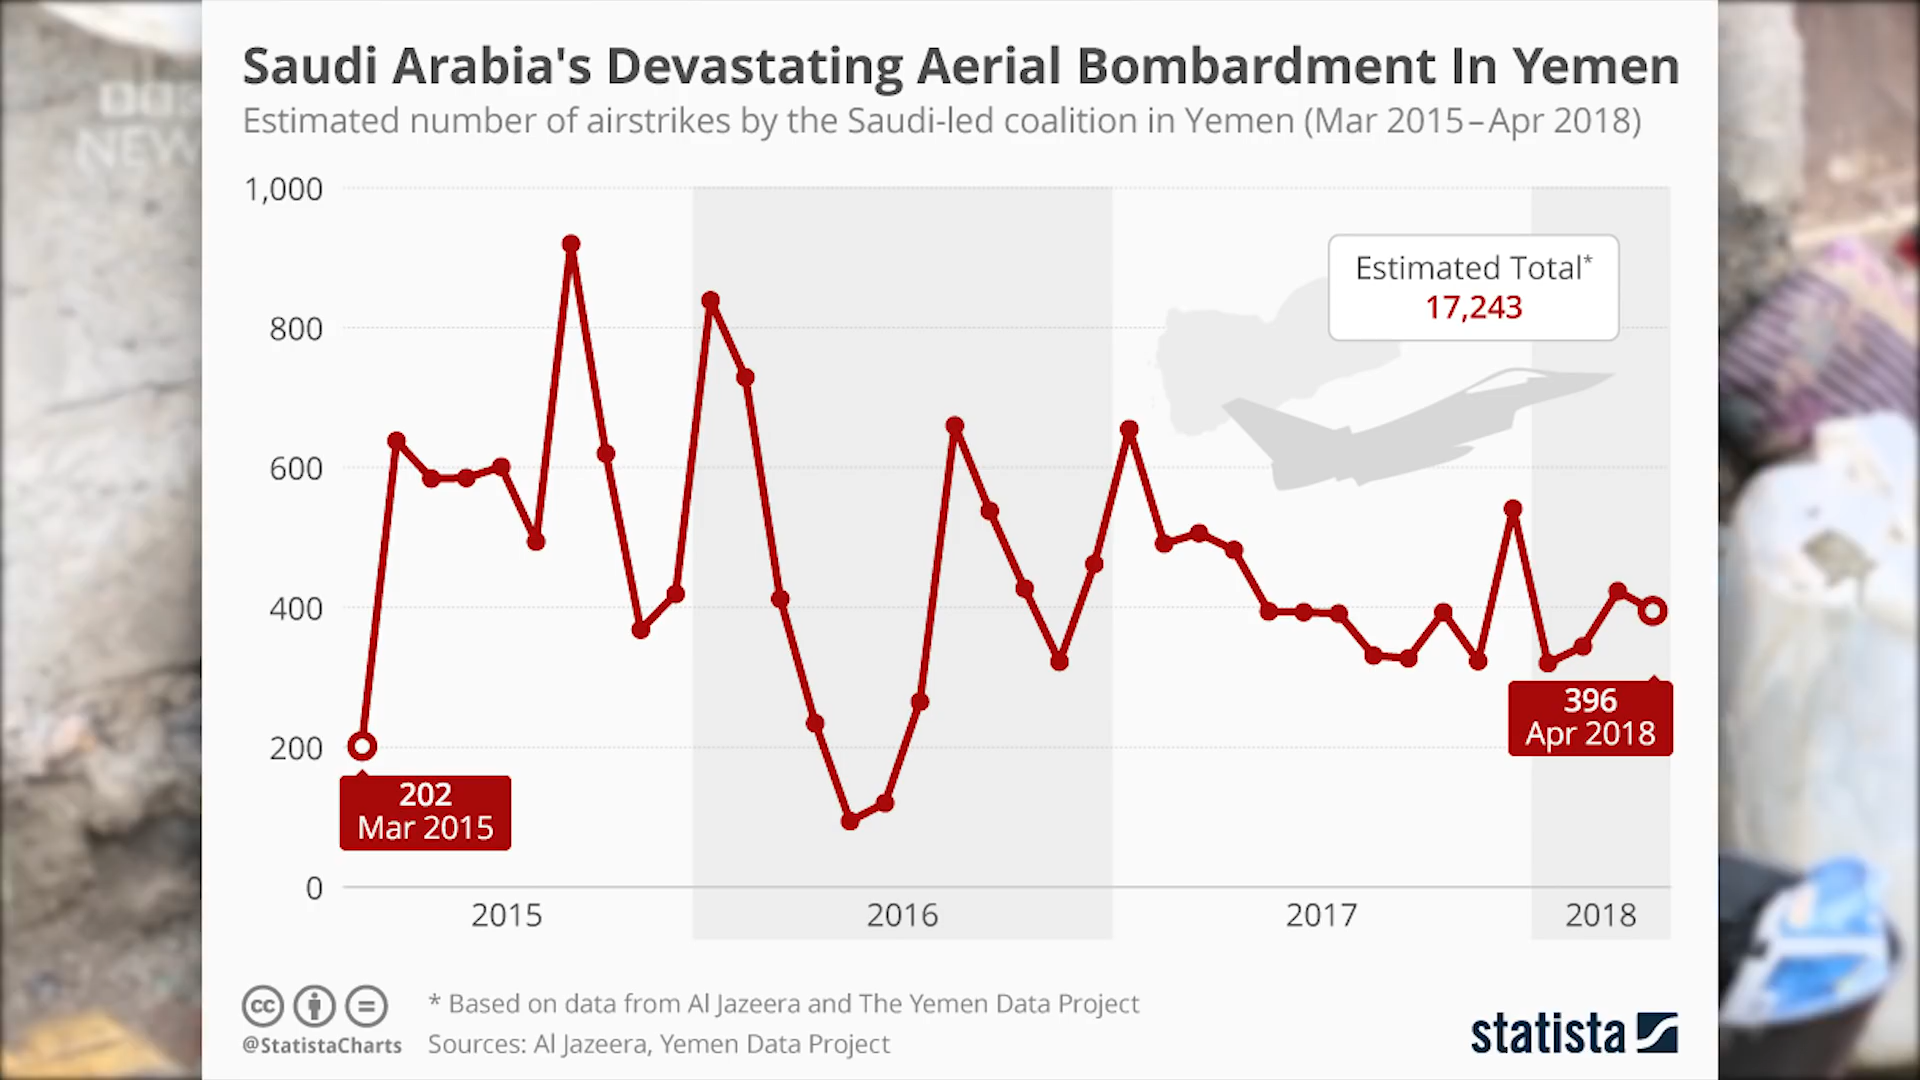 BBC
NEWS
Saudi Arabia's Devastating Aerial Bombardment In Yemen
Estimated number of airstrikes by the Saudi-led coalition in Yemen (Mar 2015–Apr 2018)
1,000
800
600
400
200
0
Estimated Total*
17,243
202
Mar 2015
396
Apr 2018
2015
2016
2017
2018
cc
@StatistaCharts
* Based on data from Al Jazeera and The Yemen Data Project
Sources: Al Jazeera, Yemen Data Project
statista